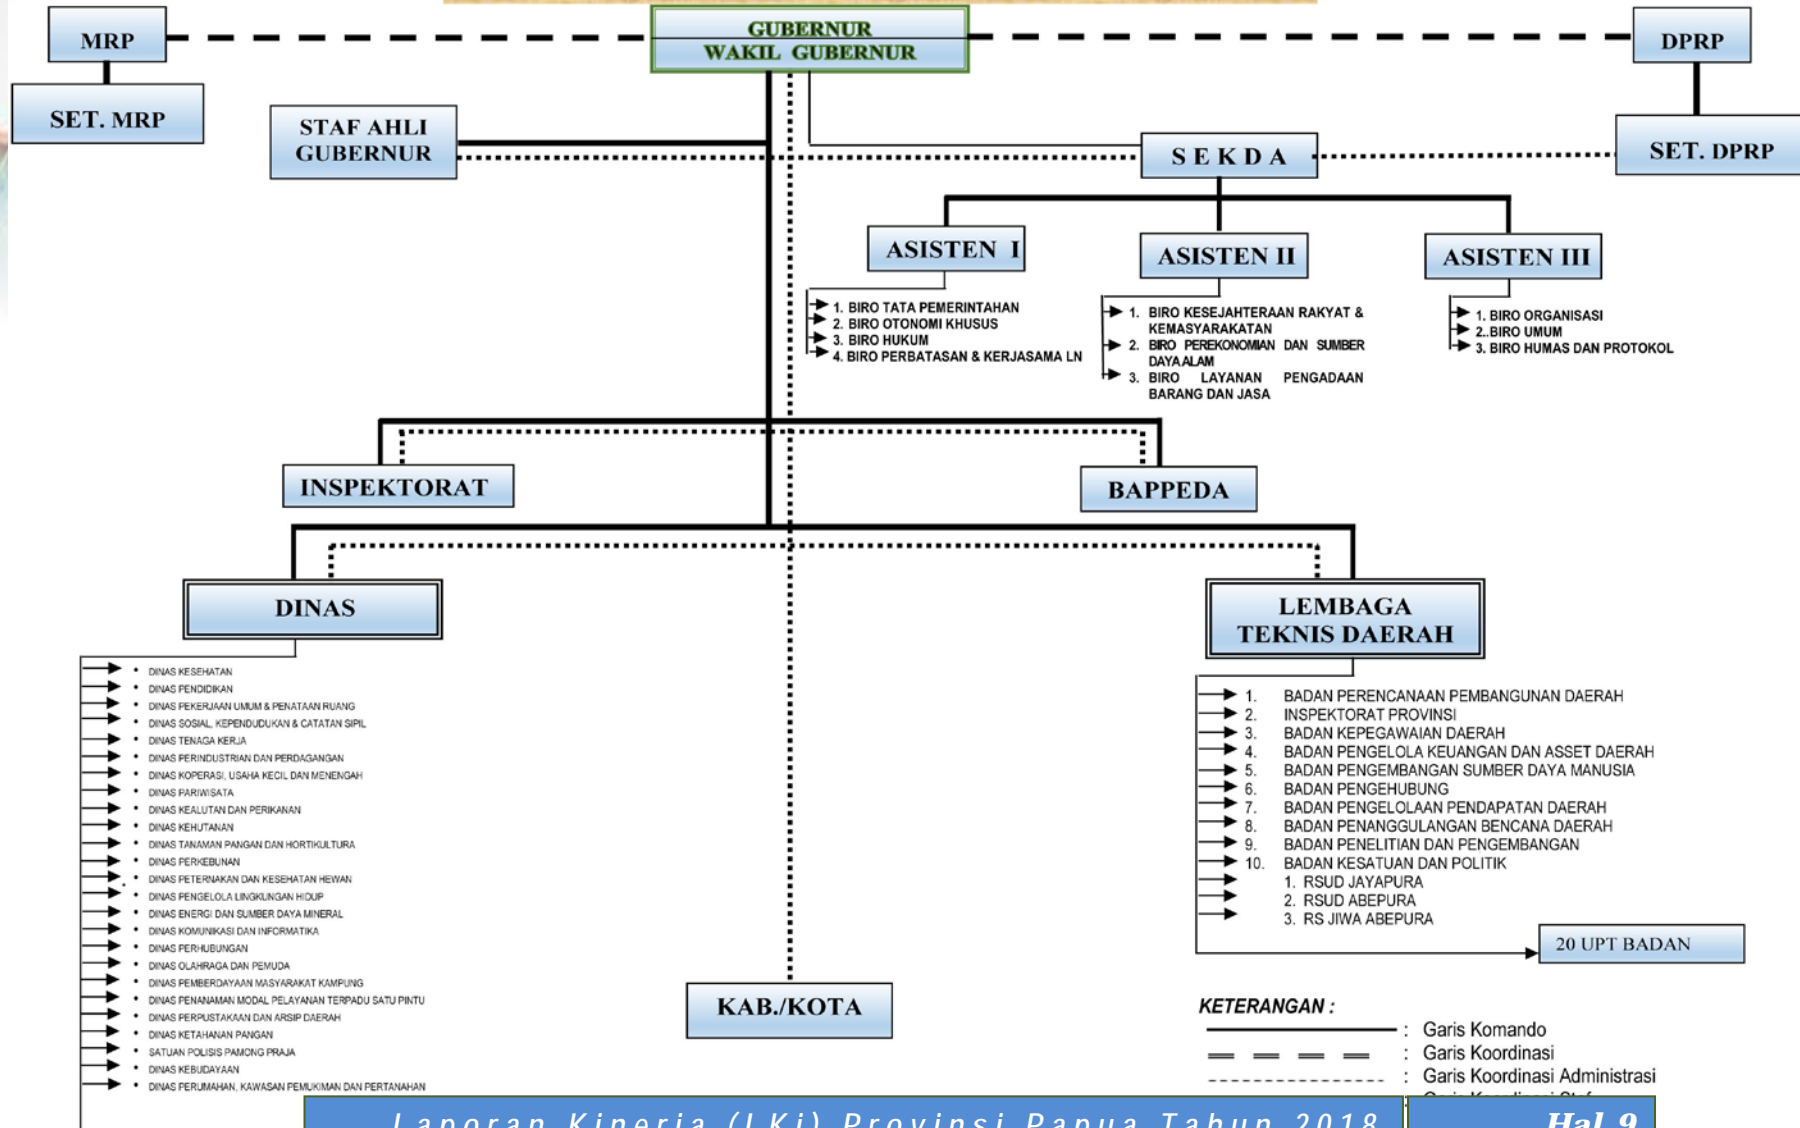 MRP
GUBERNUR
WAKIL GUBERNUR
DPRP
SET. MRP
STAF AHLI
GUBERNUR
S E K D A
SET. DPRP
ASISTEN I
ASISTEN II
ASISTEN III
1. BIRO TATA PEMERINTAHAN
2. BIRO OTONOMI KHUSUS
3. BIRO HUKUM
4. BIRO PERBATASAN & KERJASAMA LN
1. BIRO KESEJAHTERAAN RAKYAT &
KEMASYARAKATAN
2. BIRO PEREKONOMIAN DAN SUMBER
DAYA ALAM
3. BIRO LAYANAN PENGADAAN
BARANG DAN JASA
1. BIRO ORGANISASI
2..BIRO UMUM
3. BIRO HUMAS DAN PROTOKOL
INSPEKTORAT
BAPPEDA
DINAS
LEMBAGA
TEKNIS DAERAH
• DINAS KESEHATAN
• DINAS PENDIDIKAN
• DINAS PEKERJAAN UMUM & PENATAAN RUANG
• DINAS SOSIAL, KEPENDUDUKAN & CATATAN SIPIL
• DINAS TENAGA KERJA
• DINAS PERINDUSTRIAN DAN PERDAGANGAN
• DINAS KOPERASI, USAHA KECIL DAN MENENGAH
• DINAS PARIWISATA
• DINAS KEALUTAN DAN PERIKANAN
• DINAS KEHUTANAN
• DINAS TANAMAN PANGAN DAN HORTIKULTURA
• DINAS PERKEBUNAN
• DINAS PETERNAKAN DAN KESEHATAN HEWAN
• DINAS PENGELOLA LINGKUNGAN HIDUP
• DINAS ENERGI DAN SUMBER DAYA MINERAL
• DINAS KOMUNIKASI DAN INFORMATIKA
• DINAS PERHUBUNGAN
• DINAS OLAHRAGA DAN PEMUDA
• DINAS PEMBERDAYAAN MASYARAKAT KAMPUNG
• DINAS PENANAMAN MODAL PELAYANAN TERPADU SATU PINTU
• DINAS PERPUSTAKAAN DAN ARSIP DAERAH
• DINAS KETAHANAN PANGAN
• SATUAN POLISIS PAMONG PRAJA
• DINAS KEBUDAYAAN
• DINAS PERUMAHAN, KAWASAN PEMUKIMAN DAN PERTANAHAN
1. BADAN PERENCANAAN PEMBANGUNAN DAERAH
2. INSPEKTORAT PROVINSI
3. BADAN KEPEGAWAIAN DAERAH
4. BADAN PENGELOLA KEUANGAN DAN ASSET DAERAH
5. BADAN PENGEMBANGAN SUMBER DAYA MANUSIA
6. BADAN PENGEHUBUNG
7. BADAN PENGELOLAAN PENDAPATAN DAERAH
8. BADAN PENANGGULANGAN BENCANA DAERAH
9. BADAN PENELITIAN DAN PENGEMBANGAN
10. BADAN KESATUAN DAN POLITIK
1. RSUD JAYAPURA
2. RSUD ABEPURA
3. RS JIWA ABEPURA
20 UPT BADAN
KAB./KOTA
KETERANGAN :
: Garis Komando
: Garis Koordinasi
: Garis Koordinasi Administrasi
Laporan Kinerja (LKj) Provinsi Papua Tahun 2018
Hal 9